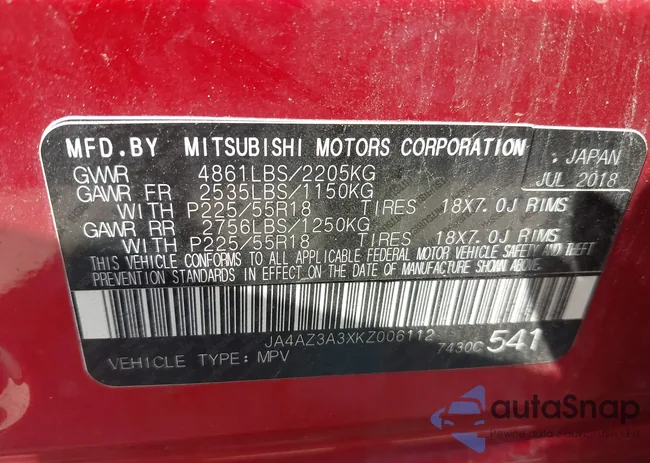 MFD.BY MITSUBISHI MOTORS CORPORATION : JAPAN
GVWR 4861LBS/2205KG JUL 2018
GAWR FR 2535LBS/1150KG
WITH P225/55R18 TIRES 18X7.0J RIMS
GAWR RR 2756LBS/1250KG
WITH P225/55R18 TIRES 18X7.0J RIMS
THIS VEHICLE CONFORMS TO ALL APPLICABLE FEDERAL MOTOR VEHICLE SAFETY AND THEFT
PREVENTION STANDARDS IN EFFECT ON THE DATE OF MANUFACTURE SHOWN ABOVE.
JA4AZ3A3XKZ006112
7430C 541
VEHICLE TYPE: MPV
autaSnap